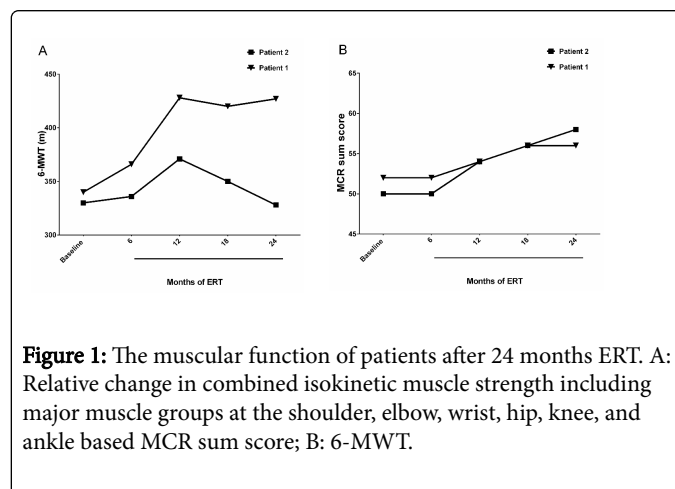 A
Patient 2
Patient 1
450
400
350
300
6-MWT (m)
Baseline
6
12
18
24
Months of ERT
B
Patient 2
Patient 1
65
60
55
50
45
MCR sum score
Baseline
6
12
18
24
Months of ERT
Figure 1: The muscular function of patients after 24 months ERT. A:
Relative change in combined isokinetic muscle strength including
major muscle groups at the shoulder, elbow, wrist, hip, knee, and
ankle based MCR sum score; B: 6-MWT.